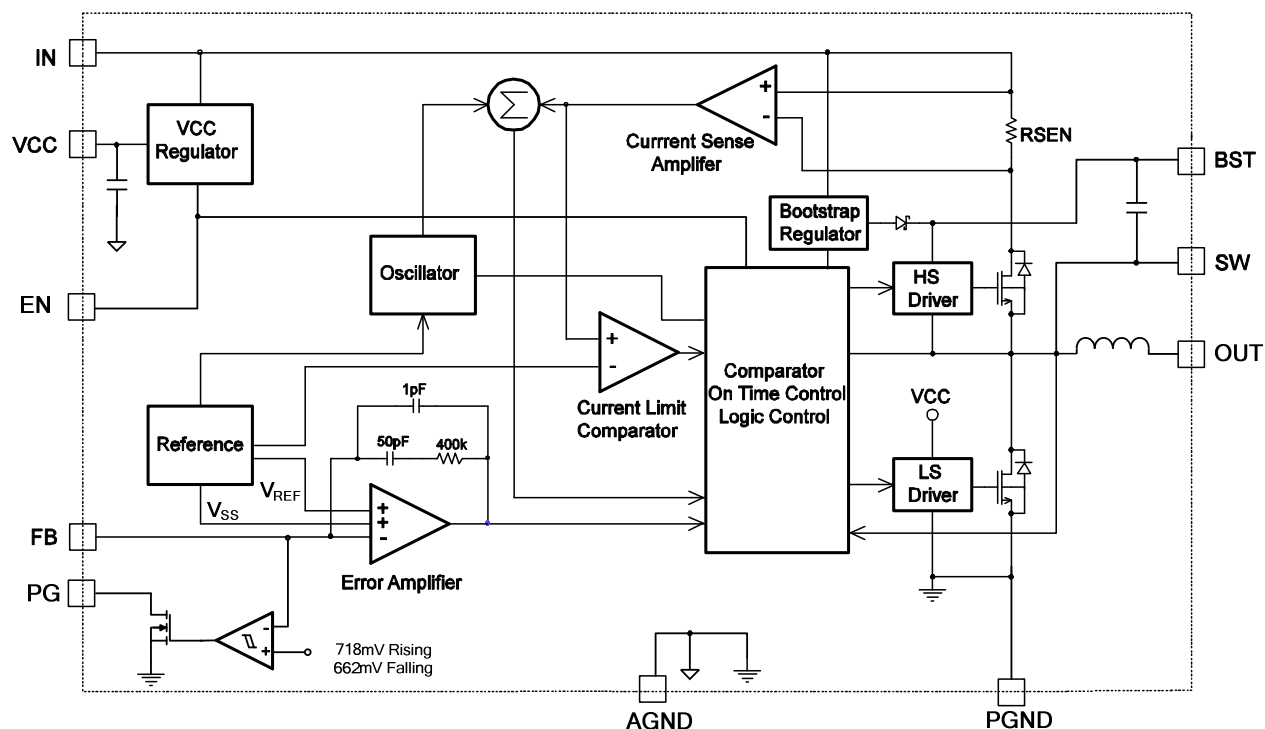 IN
VCC
VCC
Regulator
Σ
+
-
Currrent Sense
Amplifer
RSEN
BST
Bootstrap
Regulator
Oscillator
HS
Driver
SW
EN
+
-
Current Limit
Comparator
Comparator
On Time Control
Logic Control
OUT
VCC
1pF
50pF
400k
Reference
VREF
VSS
LS
Driver
FB
+
+
-
Error Amplifier
PG
-
+
718mV Rising
662mV Falling
AGND
PGND